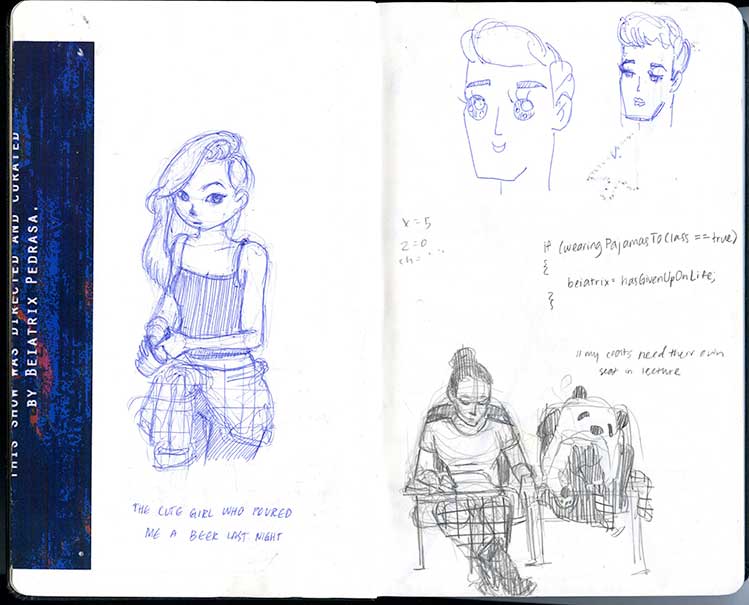 THIS SHOW WAS DIRECTED AND CURATED
BY BEIATRIX PEDRASA.
THE CUTE GIRL WHO POURED
ME A BEER LAST NIGHT
x=5
z=0
ch=
if (wearingPajamasToClass == true)
{
beiatrix= hasGivenUpOnLife;
}
// my coats need their own
seat in lecture